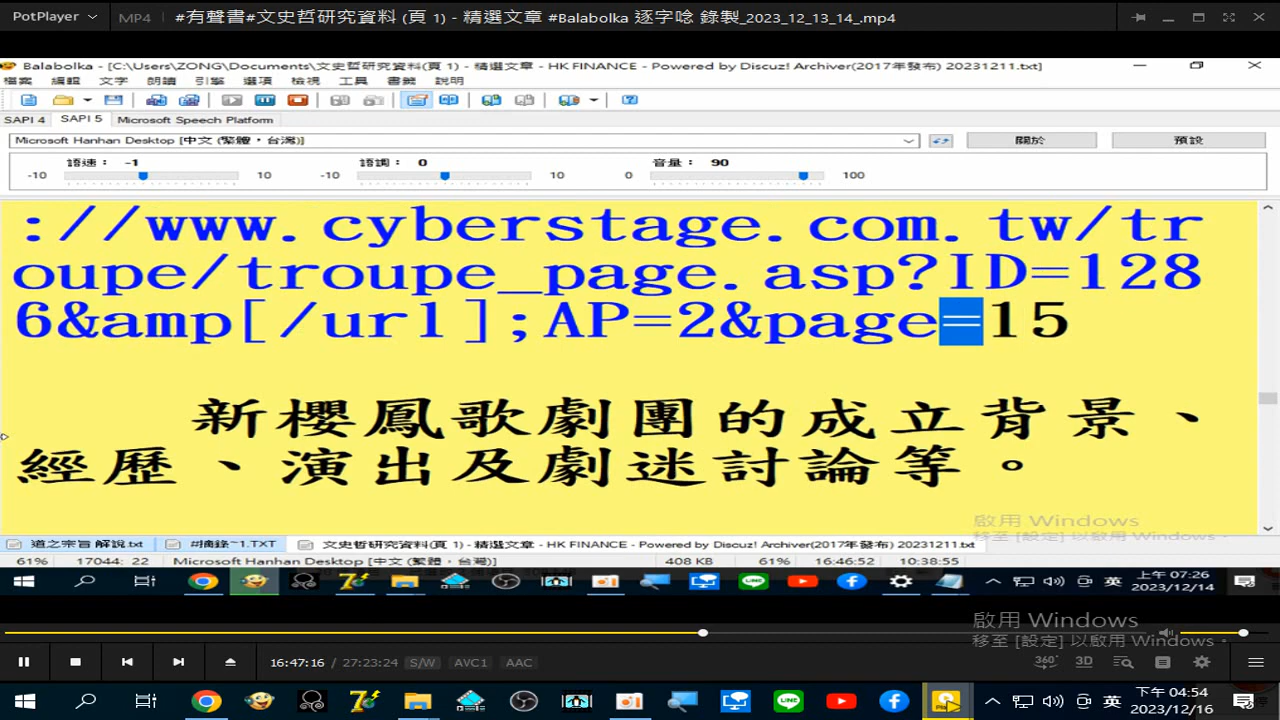 PotPlayer MP4 #有聲書#文史哲研究資料 (頁 1) - 精選文章 #Balabolka 逐字唸 錄製_2023_12_13_14_.mp4
Balabolka - [C:\Users\ZONG\Documents\文史哲研究資料(頁 1) - 精選文章 - HK FINANCE - Powered by Discuz! Archiver(2017年發布) 20231211.txt]
檔案 編輯 文字 朗讀 引擎 選項 檢視 工具 書籤 說明
SAPI 4 SAPI 5 Microsoft Speech Platform
Microsoft Hanhan Desktop [中文 (繁體，台灣)] 關於 預設
語速： -1 語調： 0 音量： 90
-10 10 -10 10 0 100
://www.cyberstage.com.tw/tr
oupe/troupe_page.asp?ID=128
6&amp[/url];AP=2&page=15
新櫻鳳歌劇團的成立背景、
經歷、演出及劇迷討論等。
啟用 Windows
移至 [設定] 以啟用 Windows。
道之宗旨 解說.txt #摘錄~1.TXT 文史哲研究資料(頁 1) - 精選文章 - HK FINANCE - Powered by Discuz! Archiver(2017年發布) 20231211.txt
61% 17044: 22 Microsoft Hanhan Desktop [中文 (繁體，台灣)] 408 KB 61% 16:46:52 10:38:55
英 上午 07:26
2023/12/14
啟用 Windows
移至 [設定] 以啟用 Windows。
16:47:16 / 27:23:24 S/W AVC1 AAC 360° 3D
英 下午 04:54
2023/12/16